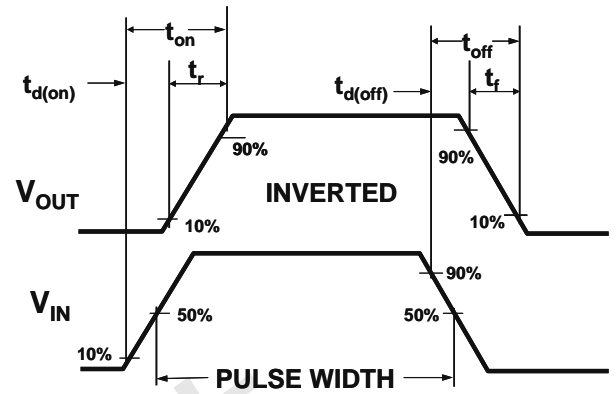 t_on
t_off
t_d(on)
t_r
t_d(off)
t_f
90%
90%
V_OUT
INVERTED
10%
10%
90%
V_IN
50%
50%
10%
PULSE WIDTH